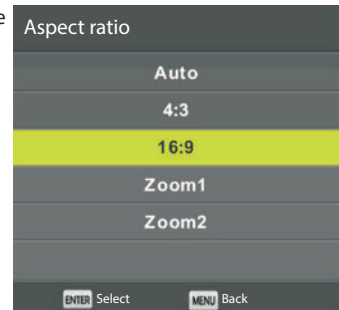 e
Aspect ratio
Auto
4:3
16:9
Zoom1
Zoom2
ENTER Select MENU Back